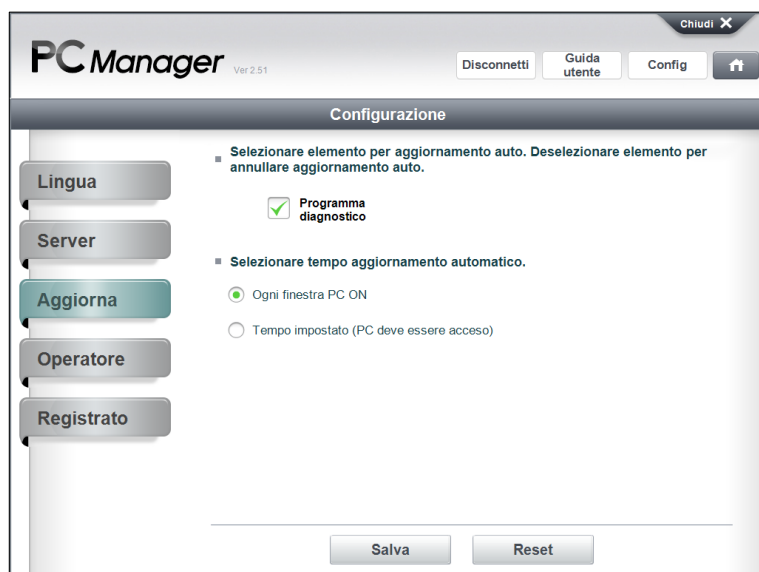 Chiudi X
PC Manager Ver 2.51
Disconnetti
Guida
utente
Config
Configurazione
Lingua
Server
Aggiorna
Operatore
Registrato
Selezionare elemento per aggiornamento auto. Deselezionare elemento per
annullare aggiornamento auto.
Programma
diagnostico
Selezionare tempo aggiornamento automatico.
Ogni finestra PC ON
Tempo impostato (PC deve essere acceso)
Salva
Reset